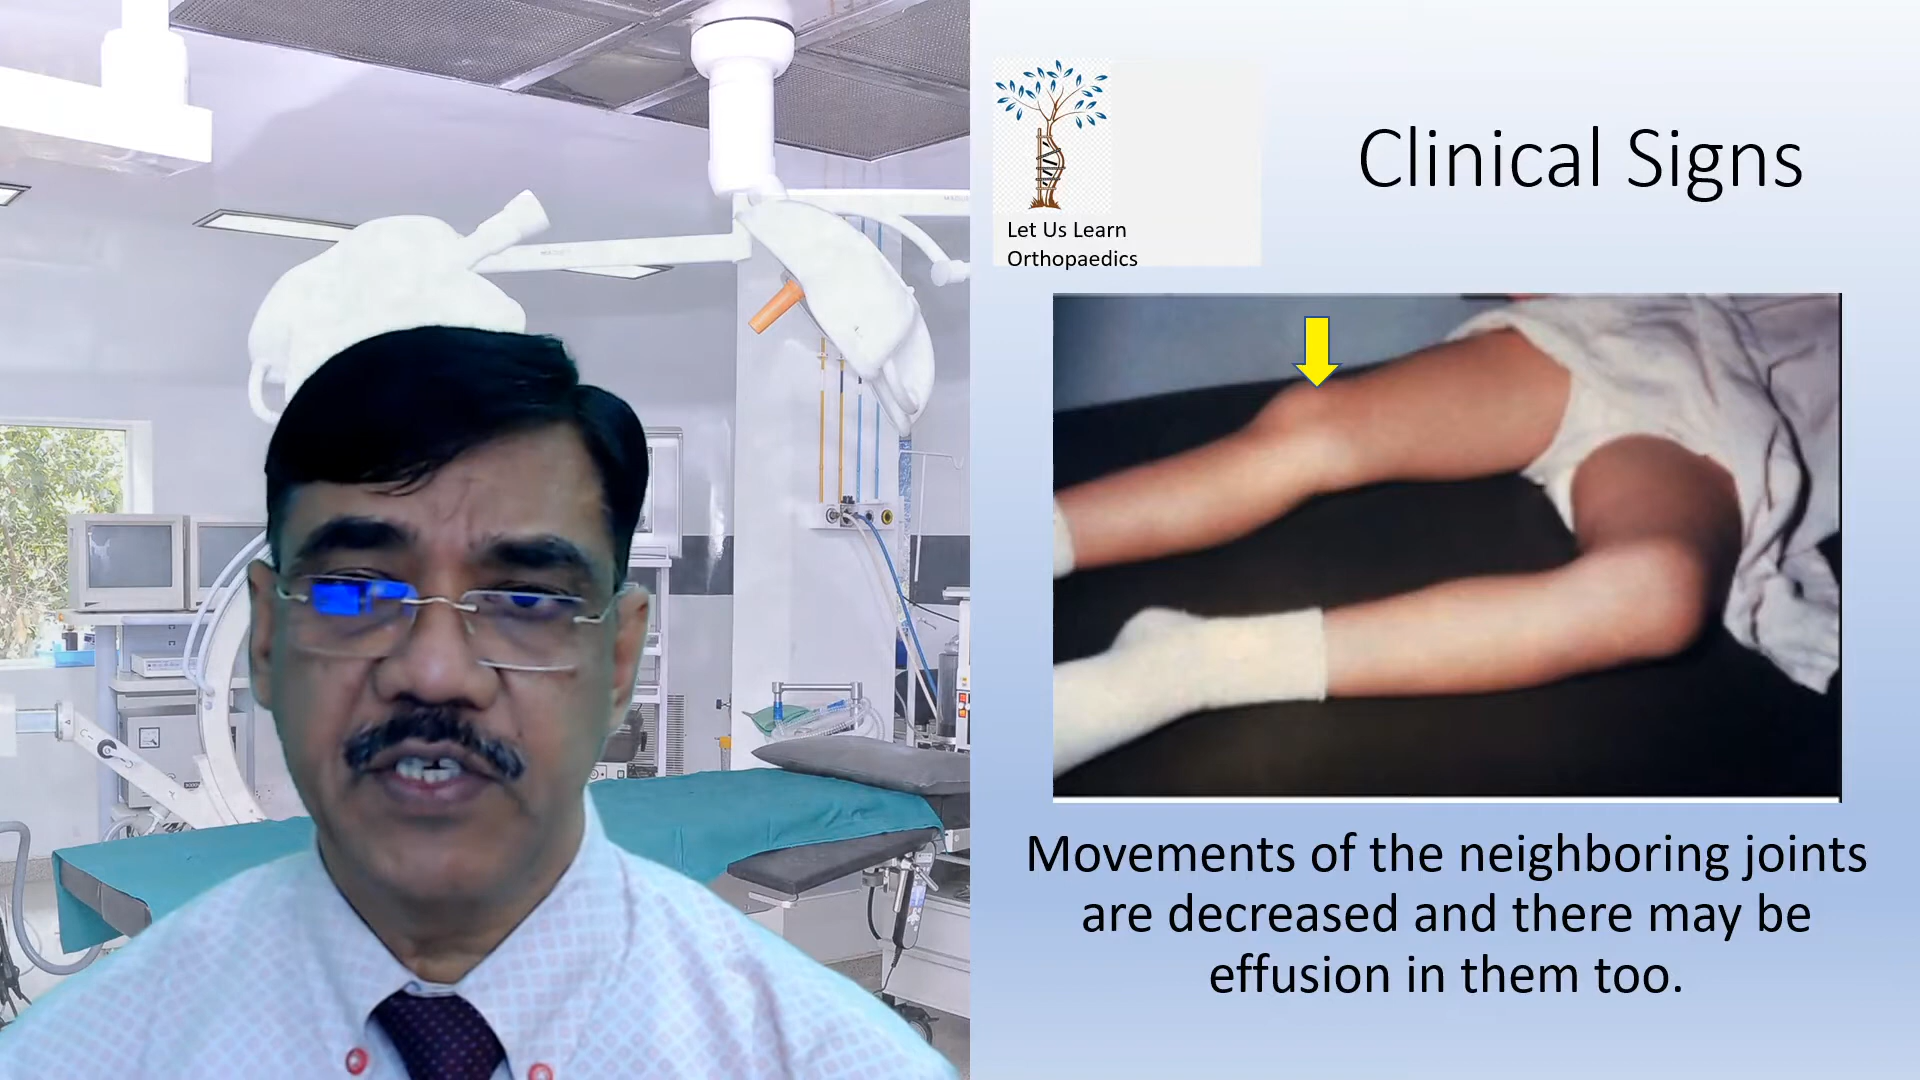 Clinical Signs
Let Us Learn
Orthopaedics
Movements of the neighboring joints
are decreased and there may be
effusion in them too.